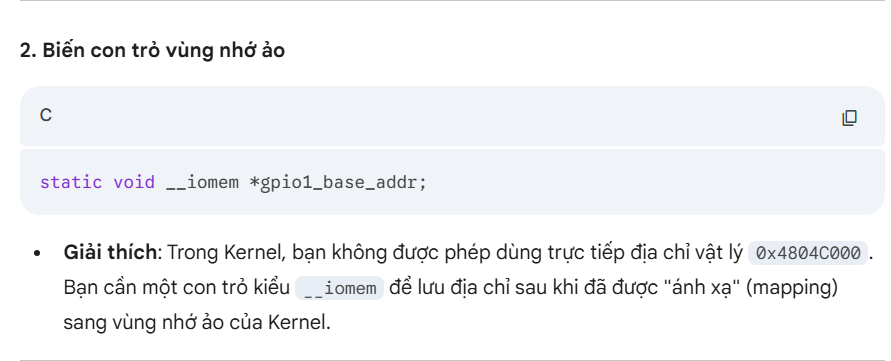 2. Biến con trỏ vùng nhớ ảo
C
static void __iomem *gpio1_base_addr;
• Giải thích: Trong Kernel, bạn không được phép dùng trực tiếp địa chỉ vật lý 0x4804C000.
Bạn cần một con trỏ kiểu __iomem để lưu địa chỉ sau khi đã được "ánh xạ" (mapping)
sang vùng nhớ ảo của Kernel.